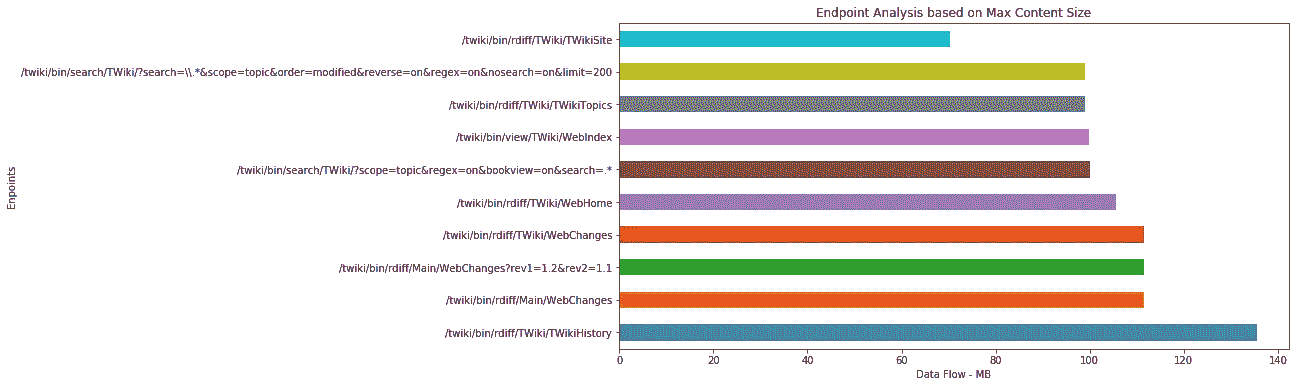 Endpoint Analysis based on Max Content Size
/twiki/bin/rdiff/TWiki/TWikiSite
/twiki/bin/search/TWiki/?search=\\.*&scope=topic&order=modified&reverse=on&regex=on&nosearch=on&limit=200
/twiki/bin/rdiff/TWiki/TWikiTopics
/twiki/bin/view/TWiki/WebIndex
/twiki/bin/search/TWiki/?scope=topic&regex=on&bookview=on&search=.*
/twiki/bin/rdiff/TWiki/WebHome
/twiki/bin/rdiff/TWiki/WebChanges
/twiki/bin/rdiff/Main/WebChanges?rev1=1.2&rev2=1.1
/twiki/bin/rdiff/Main/WebChanges
/twiki/bin/rdiff/TWiki/TWikiHistory
Enpoints
0 20 40 60 80 100 120 140
Data Flow - MB